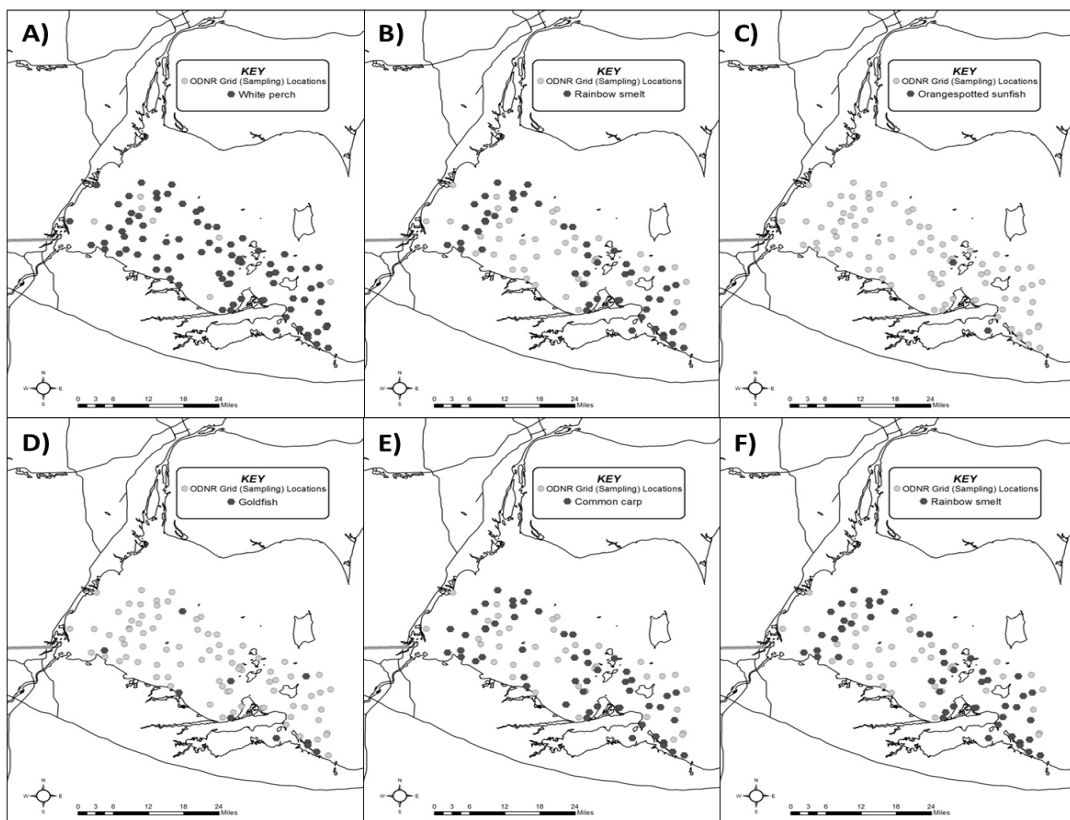 A)
KEY
ODNR Grid (Sampling) Locations
White perch
N
W E
S
0 3 6 12 18 24
Miles
B)
KEY
ODNR Grid (Sampling) Locations
Rainbow smelt
N
W E
S
0 3 6 12 18 24
Miles
C)
KEY
ODNR Grid (Sampling) Locations
Orangespotted sunfish
N
W E
S
0 3 6 12 18 24
Miles
D)
KEY
ODNR Grid (Sampling) Locations
Goldfish
N
W E
S
0 3 6 12 18 24
Miles
E)
KEY
ODNR Grid (Sampling) Locations
Common carp
N
W E
S
0 3 6 12 18 24
Miles
F)
KEY
ODNR Grid (Sampling) Locations
Rainbow smelt
N
W E
S
0 3 6 12 18 24
Miles